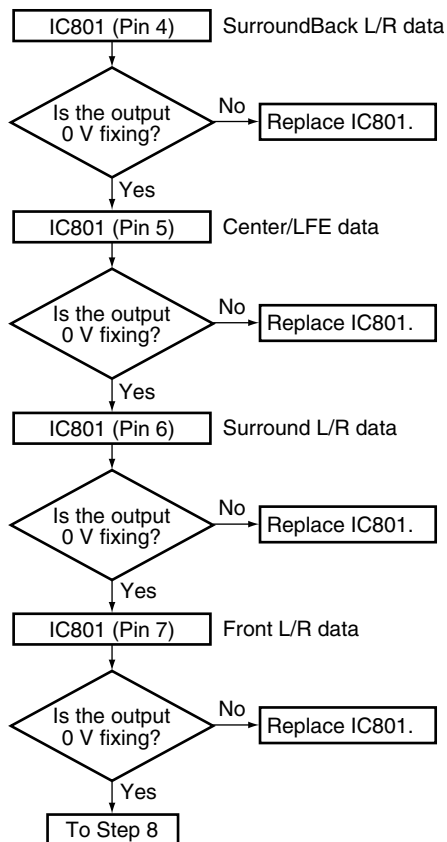 IC801 (Pin 4) SurroundBack L/R data
Is the output
0 V fixing?
No
Replace IC801.
Yes
IC801 (Pin 5) Center/LFE data
Is the output
0 V fixing?
No
Replace IC801.
Yes
IC801 (Pin 6) Surround L/R data
Is the output
0 V fixing?
No
Replace IC801.
Yes
IC801 (Pin 7) Front L/R data
Is the output
0 V fixing?
No
Replace IC801.
Yes
To Step 8